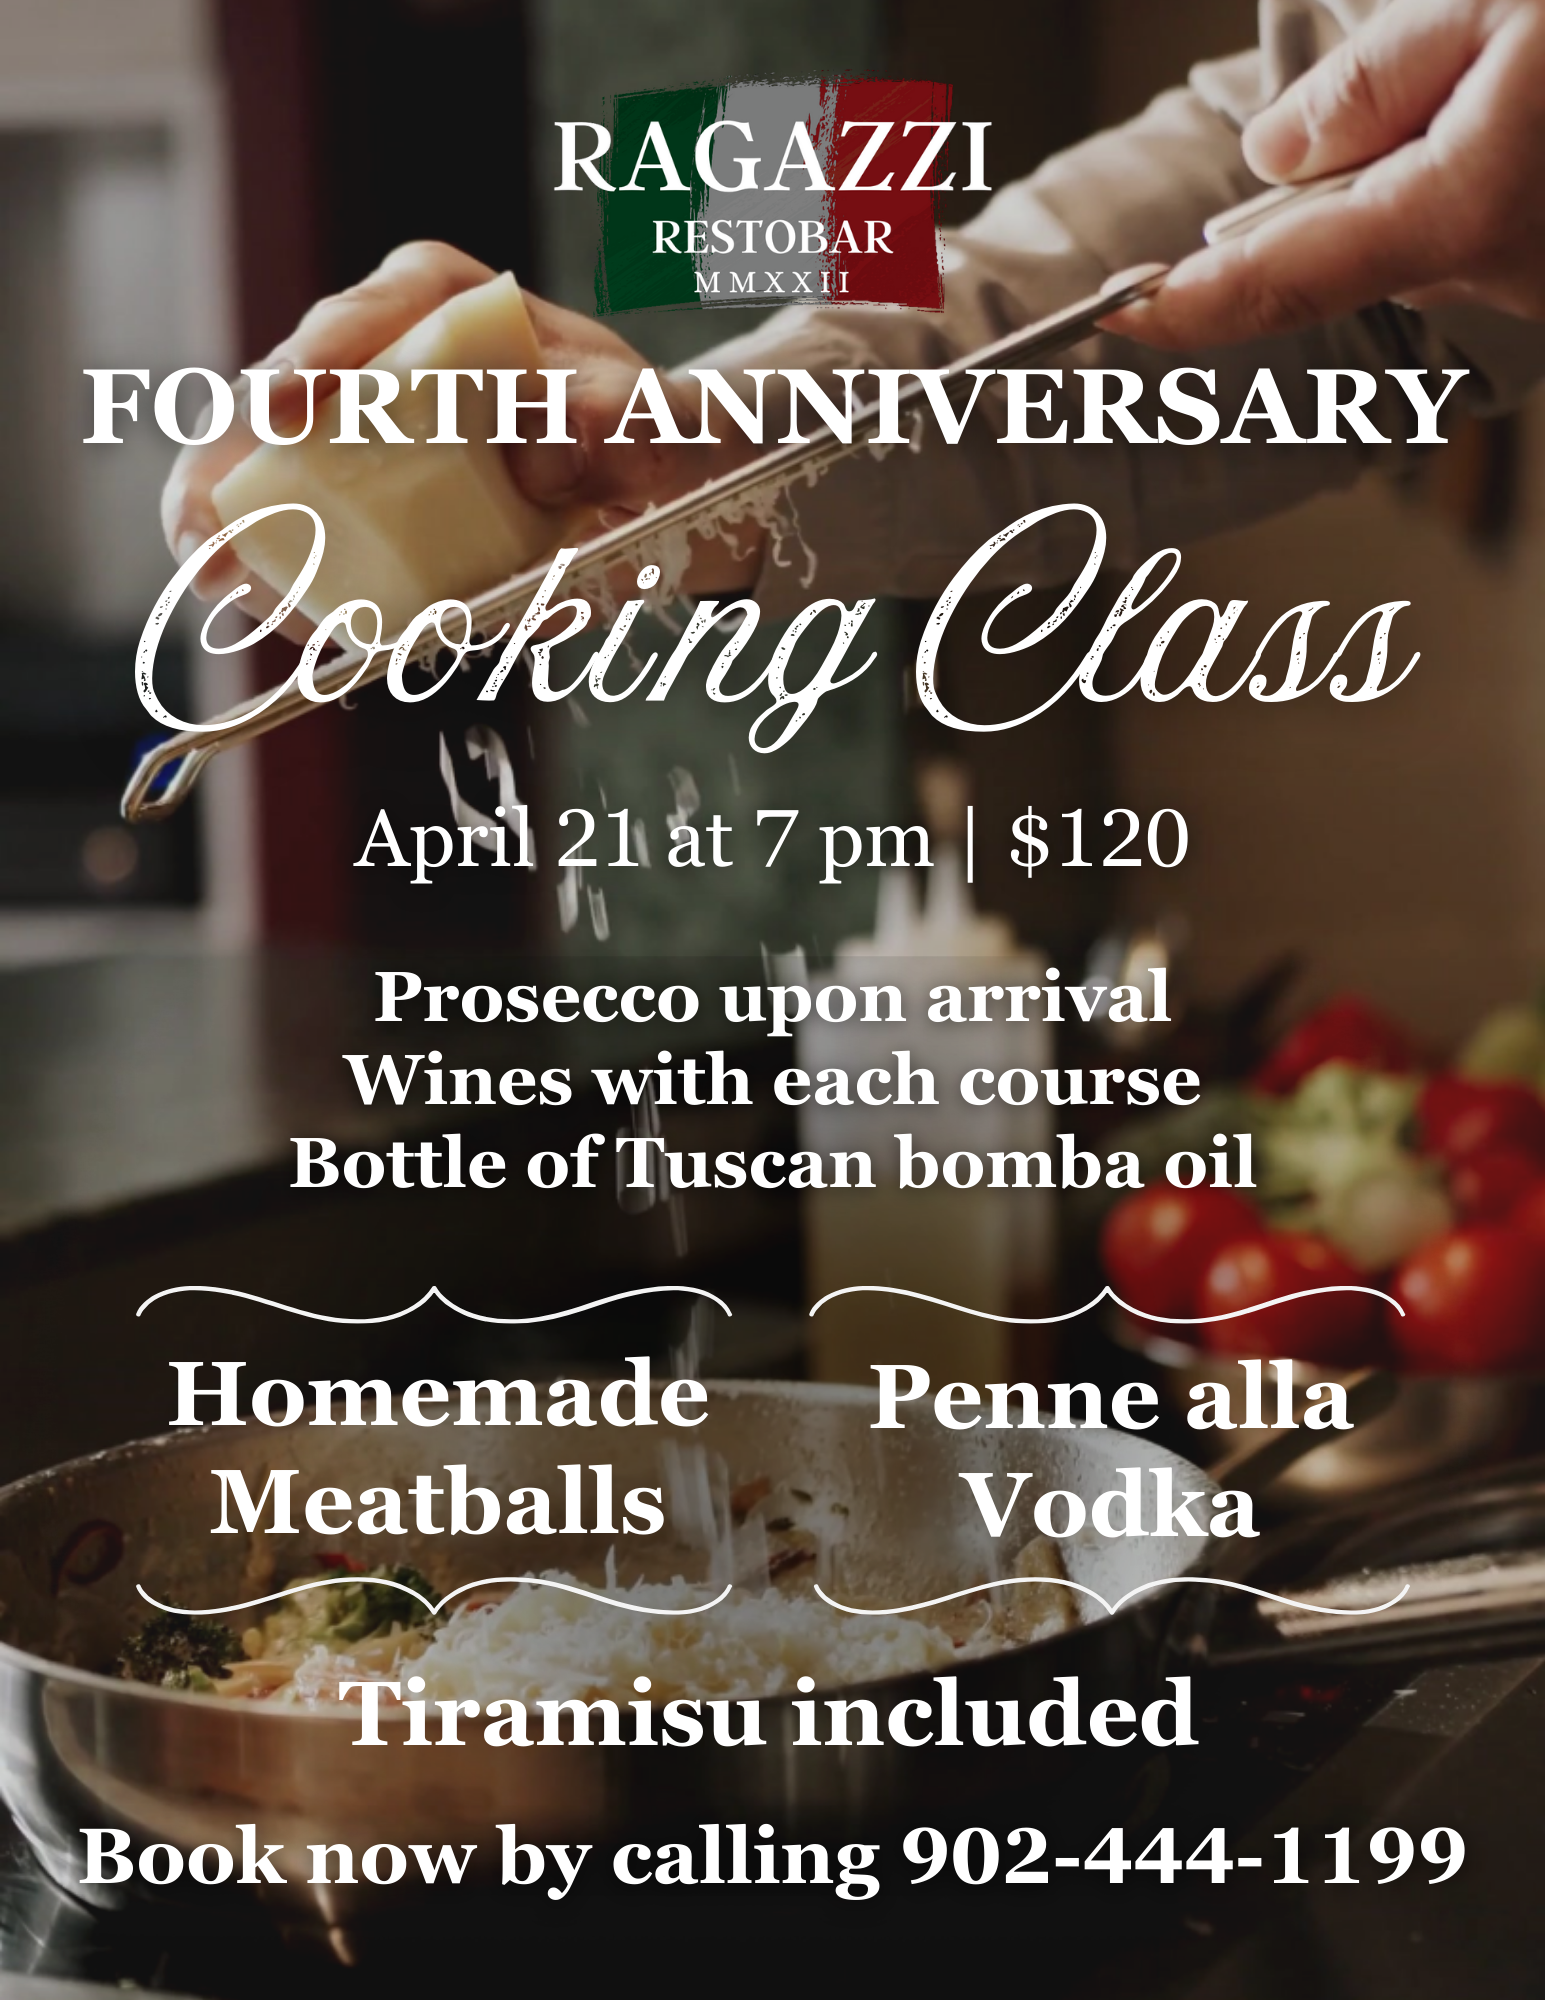 RAGAZZI
RESTOBAR
MMXXII
FOURTH ANNIVERSARY
Cooking Class
April 21 at 7 pm | $120
Prosecco upon arrival
Wines with each course
Bottle of Tuscan bomba oil
Homemade
Meatballs
Penne alla
Vodka
Tiramisu included
Book now by calling 902-444-1199